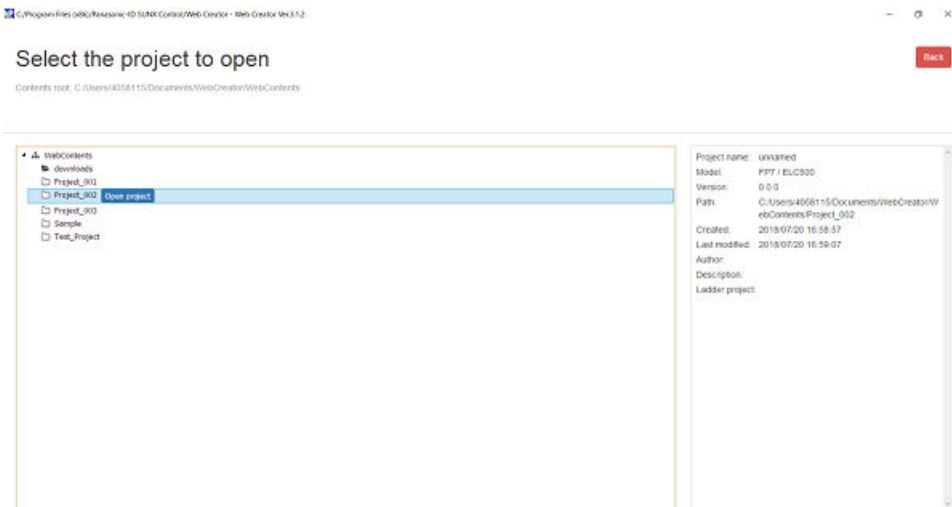 C:/Program Files (x86)/Panasonic-ID SUNX Control/Web Creator - Web Creator Ver.3.1.2
Select the project to open
Back
Contents root: C:/Users/4058115/Documents/WebCreator/WebContents
WebContents
downloads
Project_001
Project_002 Open project
Project_003
Sample
Test_Project
Project name: unnamed
Model: FP7 / ELC500
Version: 0.0.0
Path: C:/Users/4058115/Documents/WebCreator/W
ebContents/Project_002
Created: 2018/07/20 16:58:57
Last modified: 2018/07/20 16:59:07
Author:
Description:
Ladder project